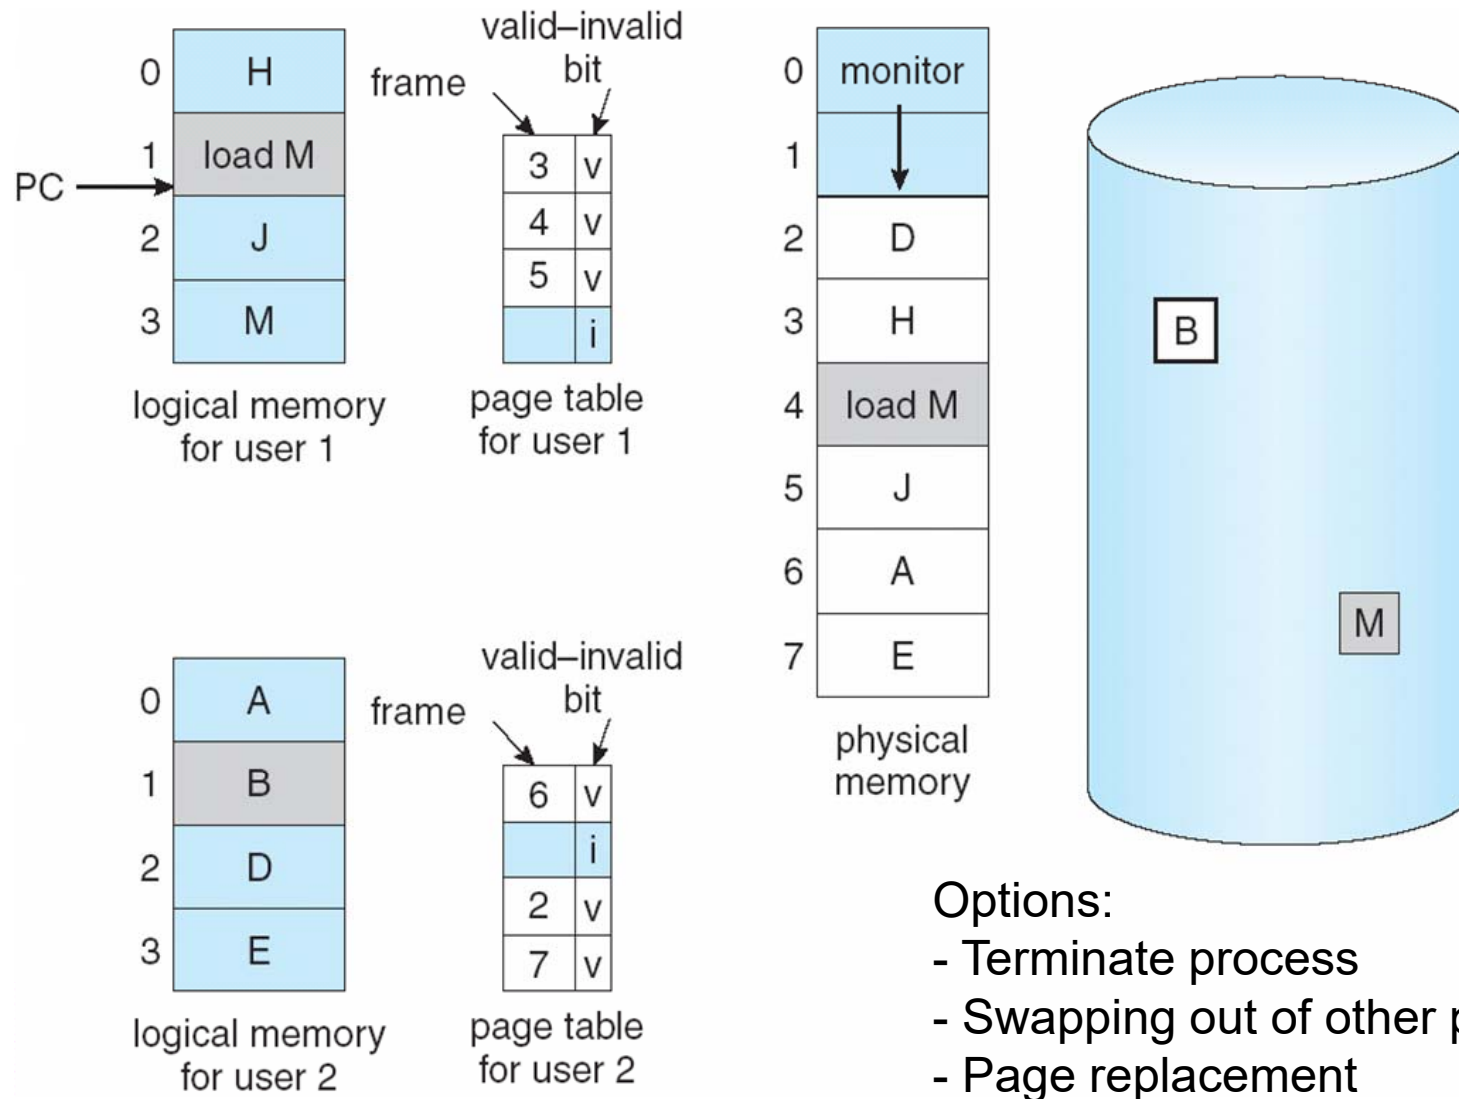 valid–invalid
bit
frame
0 H
1 load M
PC
2 J
3 M
3 v
4 v
5 v
i
logical memory
for user 1
page table
for user 1
valid–invalid
bit
frame
0 A
1 B
2 D
3 E
6 v
i
2 v
7 v
logical memory
for user 2
page table
for user 2
0 monitor
1
2 D
3 H
4 load M
5 J
6 A
7 E
physical
memory
B
M
Options:
- Terminate process
- Swapping out of other
- Page replacement